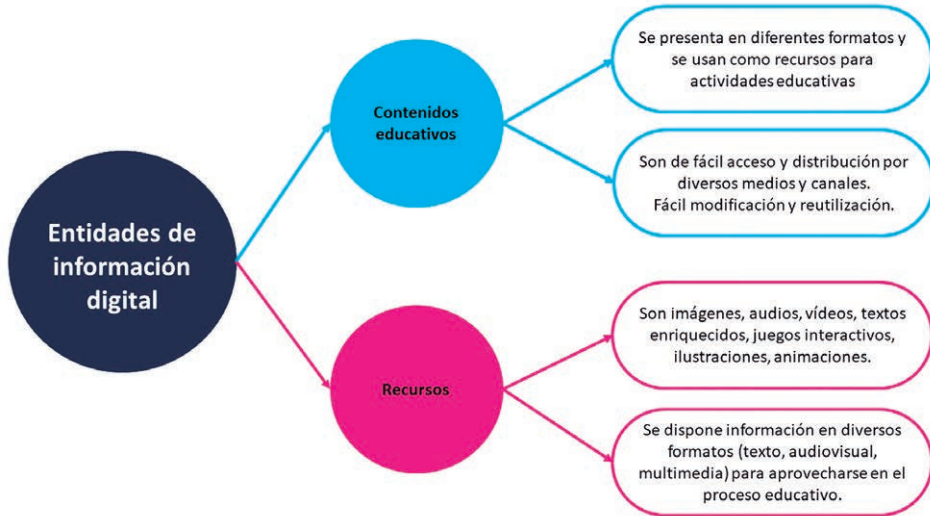 Entidades de
información
digital
Contenidos
educativos
Se presenta en diferentes formatos y
se usan como recursos para
actividades educativas
Son de fácil acceso y distribución por
diversos medios y canales.
Fácil modificación y reutilización.
Recursos
Son imágenes, audios, vídeos, textos
enriquecidos, juegos interactivos,
ilustraciones, animaciones.
Se dispone información en diversos
formatos (texto, audiovisual,
multimedia) para aprovecharse en el
proceso educativo.